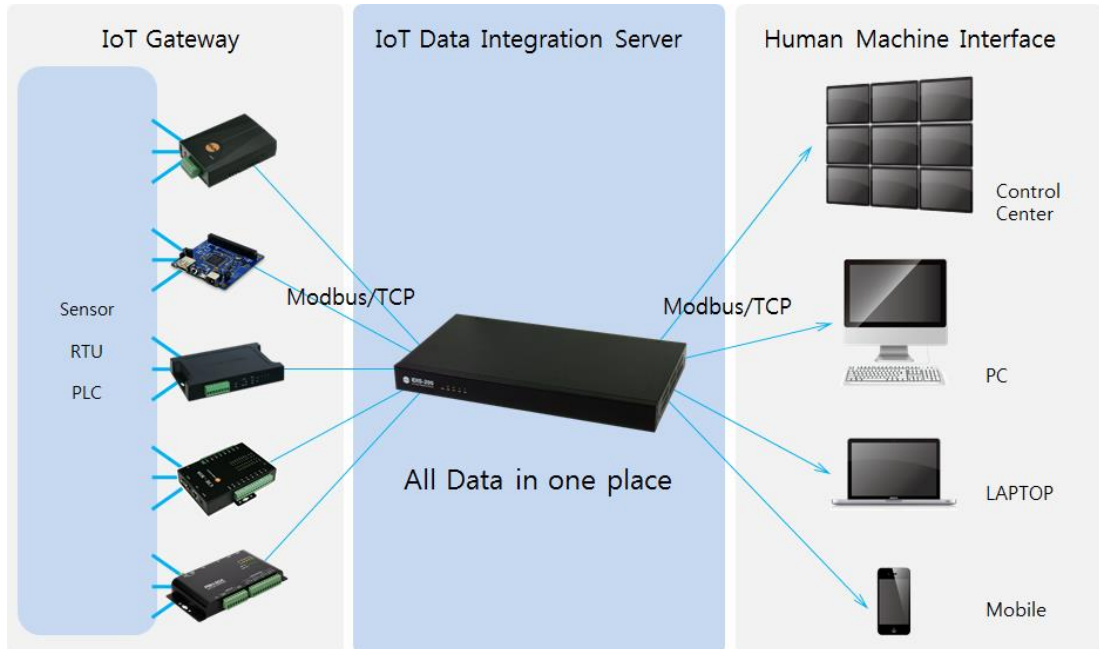 IoT Gateway
IoT Data Integration Server
Human Machine Interface
Sensor
RTU
PLC
Modbus/TCP
All Data in one place
Modbus/TCP
Control
Center
PC
LAPTOP
Mobile